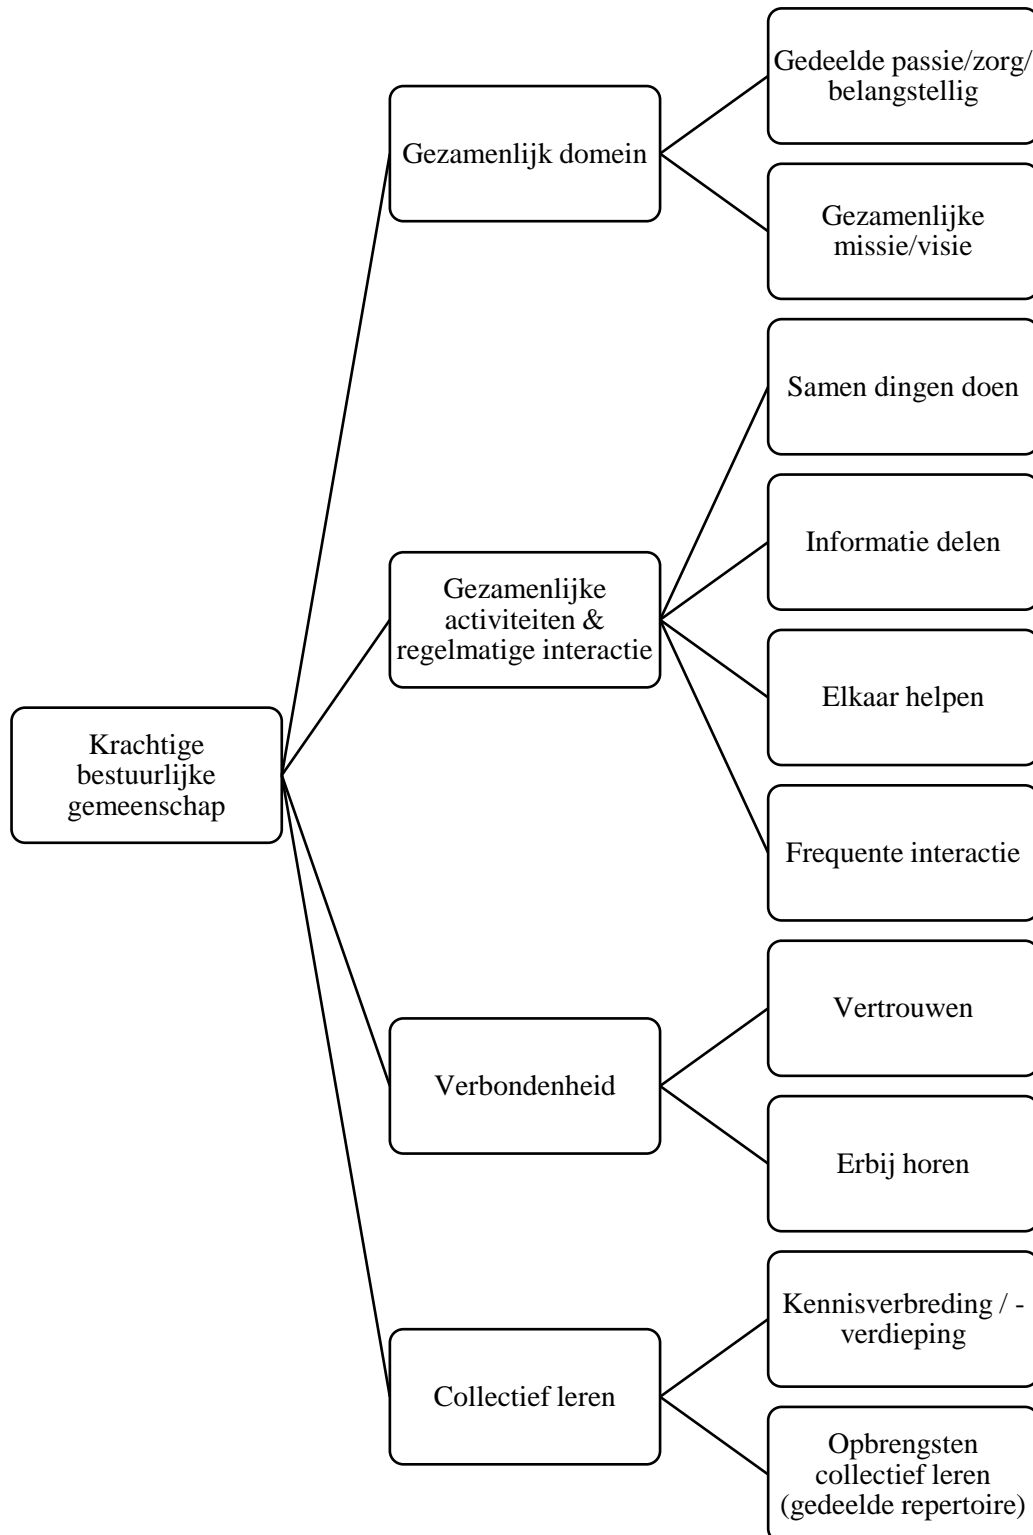 Krachtige
bestuurlijke
gemeenschap
Gezamenlijk domein
Gedeelde passie/zorg/
belangstellig
Gezamenlijke
missie/visie
Gezamenlijke
activiteiten &
regelmatige interactie
Samen dingen doen
Informatie delen
Elkaar helpen
Frequente interactie
Verbondenheid
Vertrouwen
Erbij horen
Collectief leren
Kennisverbreding / -
verdieping
Opbrengsten
collectief leren
(gedeelde repertoire)